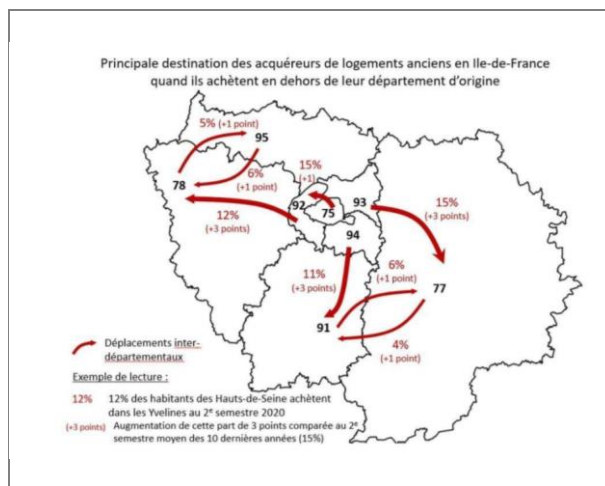 Principale destination des acquéreurs de logements anciens en Ile-de-France
quand ils achètent en dehors de leur département d'origine
5% (+1 point)
95
78
6%
(+1 point)
15%
(+1)
92
75
93
15%
(+3 points)
12%
(+3 points)
94
11%
(+3 points)
6%
(+1 point)
77
91
4%
(+1 point)
Déplacements inter-
départementaux
Exemple de lecture :
12% 12% des habitants des Hauts-de-Seine achètent
dans les Yvelines au 2e semestre 2020
(+3 points) Augmentation de cette part de 3 points comparée au 2e
semestre moyen des 10 dernières années (15%)